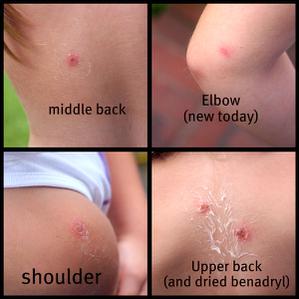 middle back
Elbow
(new today)
shoulder
Upper back
(and dried benadryl)